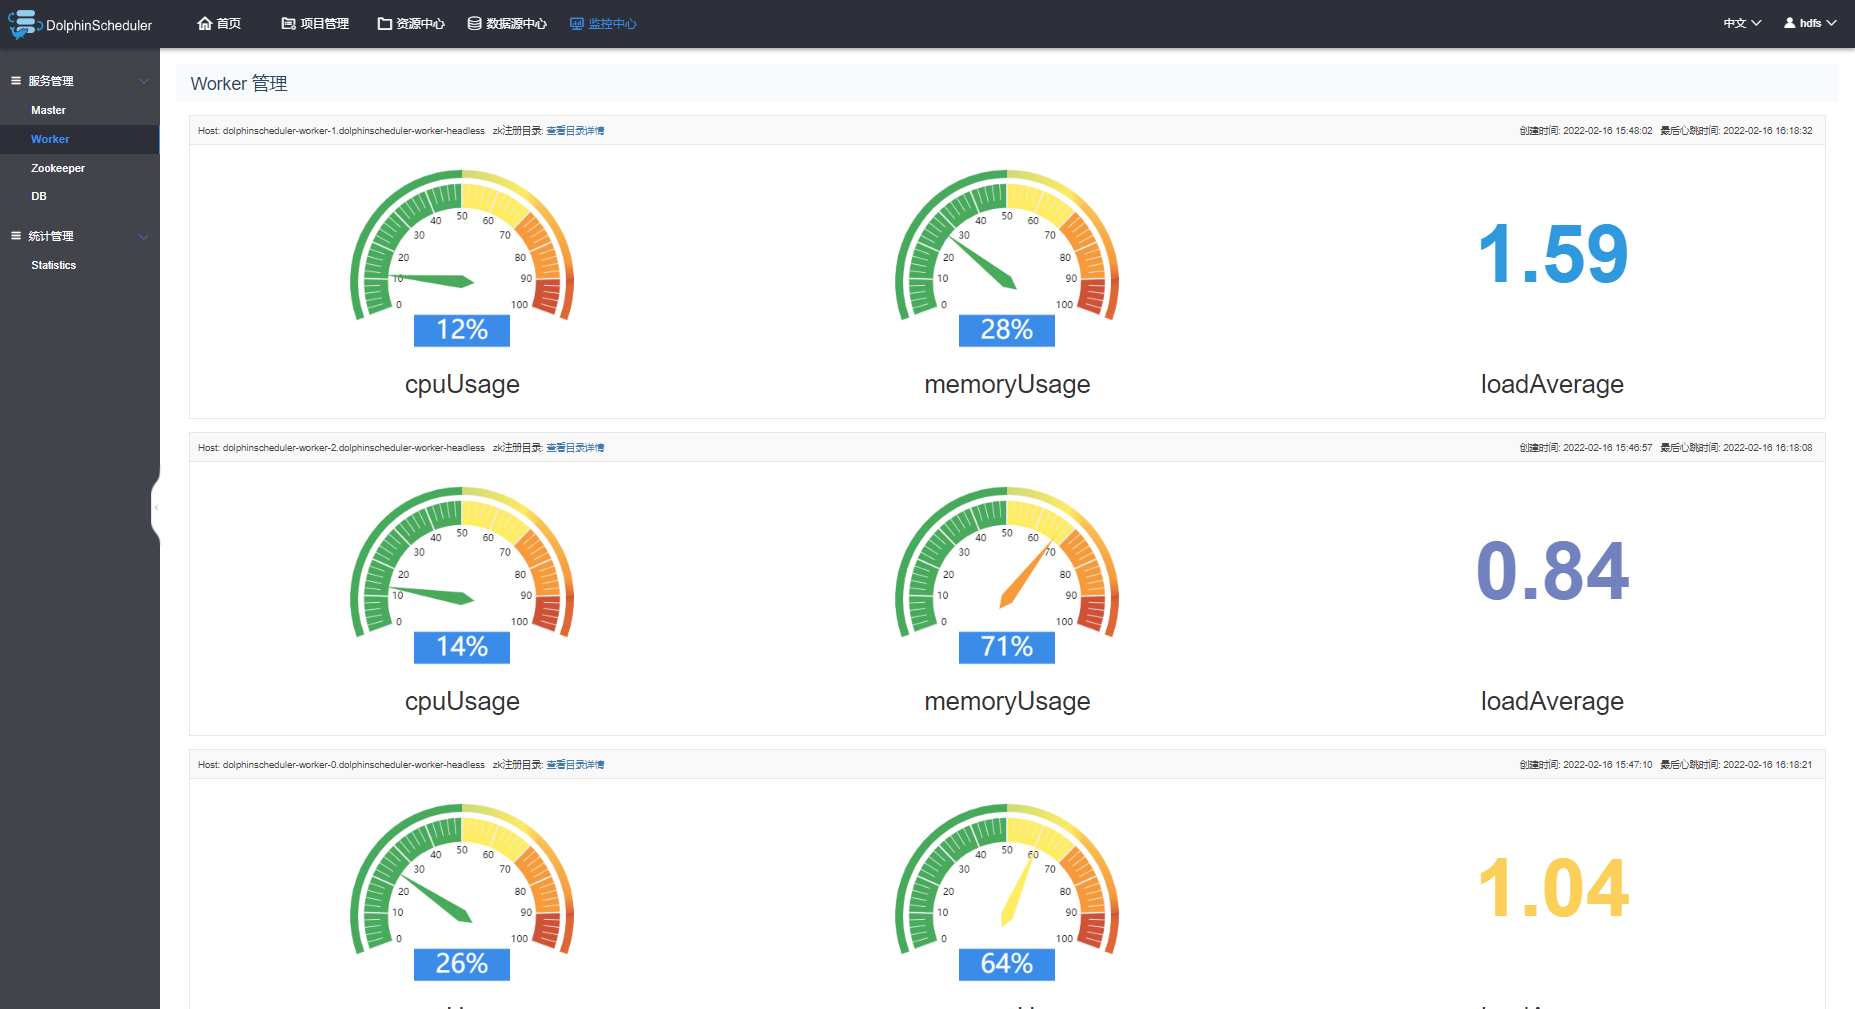 DolphinScheduler 首页 项目管理 资源中心 数据源中心 监控中心 中文 hdfs
服务管理
Master
Worker
Zookeeper
DB
统计管理
Statistics
Worker 管理
Host: dolphinscheduler-worker-1.dolphinscheduler-worker-headless zk注册目录: 查看目录详情 创建时间: 2022-02-16 15:48:02 最后心跳时间: 2022-02-16 16:18:32
0 10 20 30 40 50 60 70 80 90 100
12%
cpuUsage
0 10 20 30 40 50 60 70 80 90 100
28%
memoryUsage
1.59
loadAverage
Host: dolphinscheduler-worker-2.dolphinscheduler-worker-headless zk注册目录: 查看目录详情 创建时间: 2022-02-16 15:46:57 最后心跳时间: 2022-02-16 16:18:08
0 10 20 30 40 50 60 70 80 90 100
14%
cpuUsage
0 10 20 30 40 50 60 70 80 90 100
71%
memoryUsage
0.84
loadAverage
Host: dolphinscheduler-worker-0.dolphinscheduler-worker-headless zk注册目录: 查看目录详情 创建时间: 2022-02-16 15:47:10 最后心跳时间: 2022-02-16 16:18:21
0 10 20 30 40 50 60 70 80 90 100
26%
0 10 20 30 40 50 60 70 80 90 100
64%
1.04